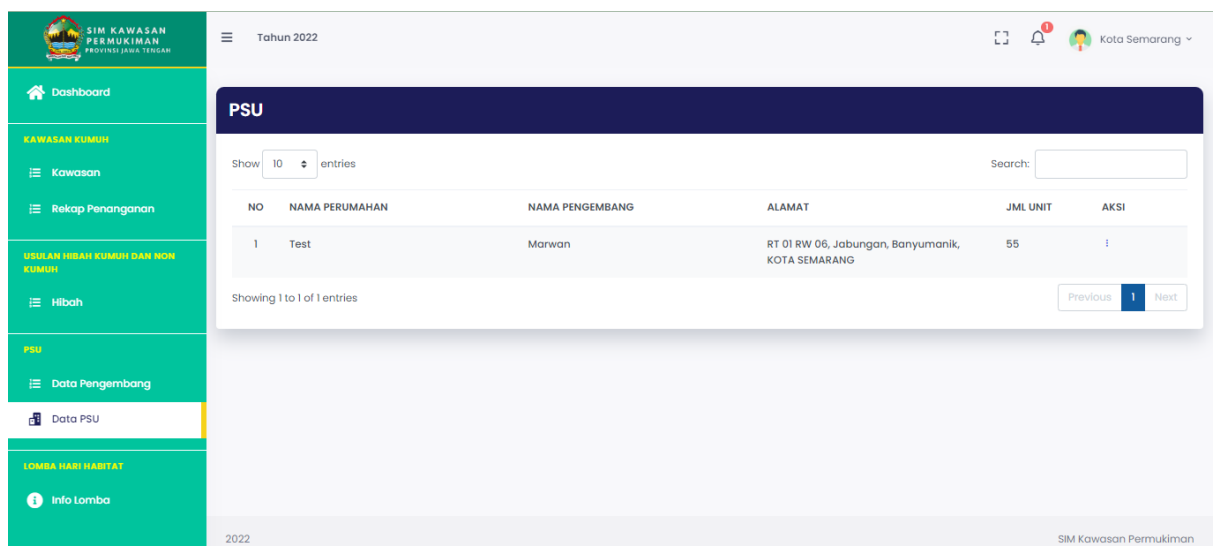 SIM KAWASAN
PERMUKIMAN
PROVINSI JAWA TENGAH
Tahun 2022
1
Kota Semarang
Dashboard
KAWASAN KUMUH
Kawasan
Rekap Penanganan
USULAN HIBAH KUMUH DAN NON
KUMUH
Hibah
PSU
Data Pengembang
Data PSU
LOMBA HARI HABITAT
Info Lomba
PSU
Show 10 entries
Search:
NO NAMA PERUMAHAN NAMA PENGEMBANG ALAMAT JML UNIT AKSI
1 Test Marwan RT 01 RW 06, Jabungan, Banyumanik, 55
KOTA SEMARANG
Showing 1 to 1 of 1 entries
Previous 1 Next
2022
SIM Kawasan Permukiman